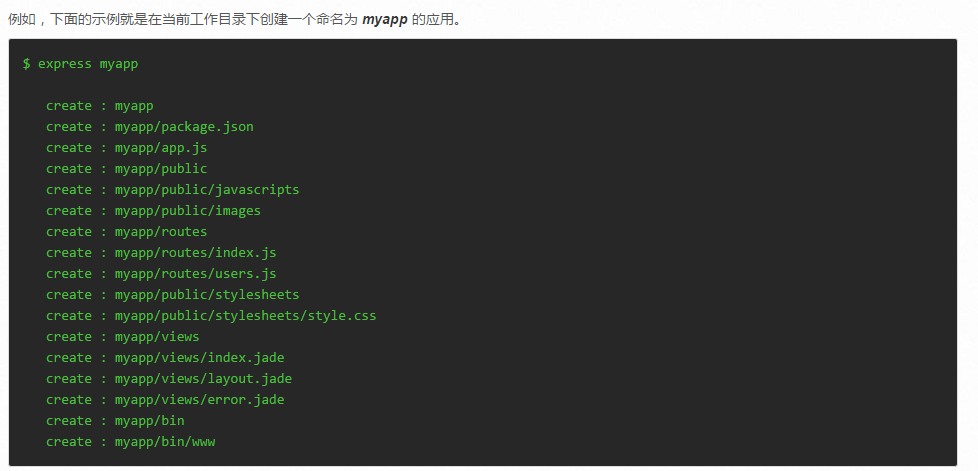 例如，下面的示例就是在当前工作目录下创建一个命名为 myapp 的应用。
$ express myapp
create : myapp
create : myapp/package.json
create : myapp/app.js
create : myapp/public
create : myapp/public/javascripts
create : myapp/public/images
create : myapp/routes
create : myapp/routes/index.js
create : myapp/routes/users.js
create : myapp/public/stylesheets
create : myapp/public/stylesheets/style.css
create : myapp/views
create : myapp/views/index.jade
create : myapp/views/layout.jade
create : myapp/views/error.jade
create : myapp/bin
create : myapp/bin/www